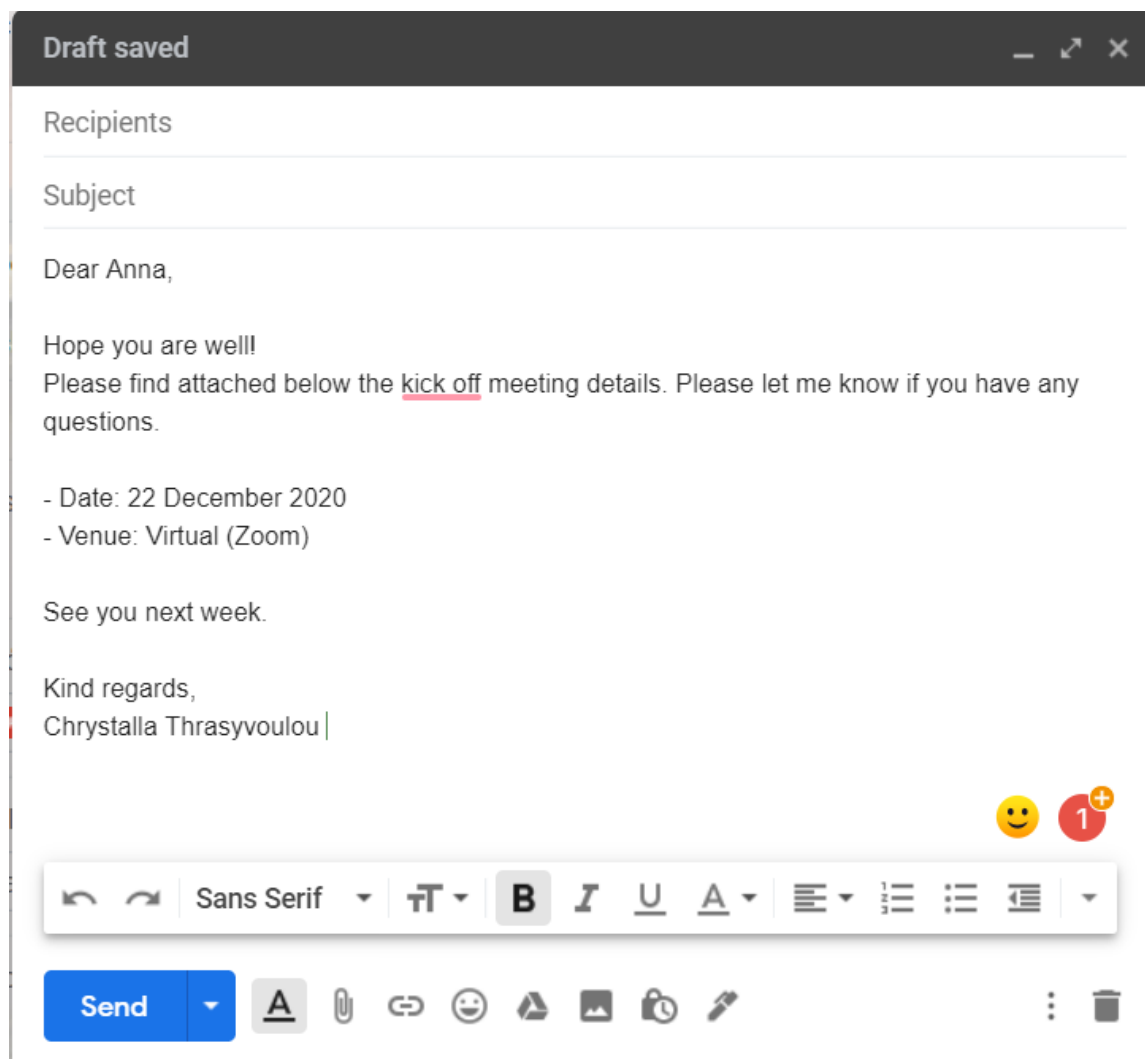 Draft saved
Recipients
Subject
Dear Anna,
Hope you are well!
Please find attached below the kick off meeting details. Please let me know if you have any
questions.
- Date: 22 December 2020
- Venue: Virtual (Zoom)
See you next week.
Kind regards,
Chrystalla Thrasyvoulou
1
Sans Serif
Send